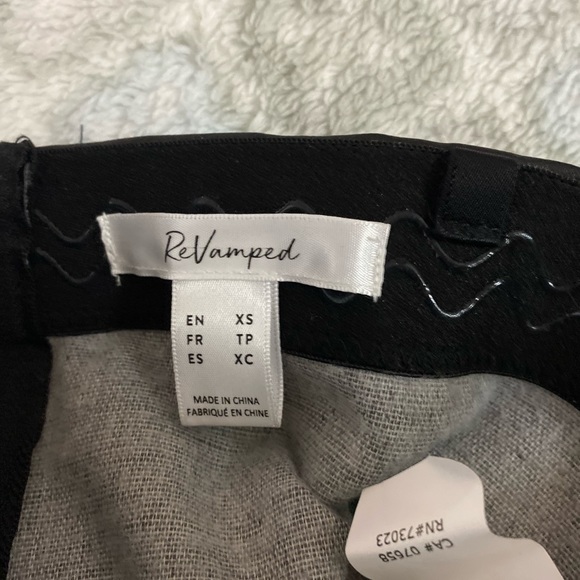 ReVamped
EN XS
FR TP
ES XC
MADE IN CHINA
FABRIQUÉ EN CHINE
RN#73023
CA# 07658